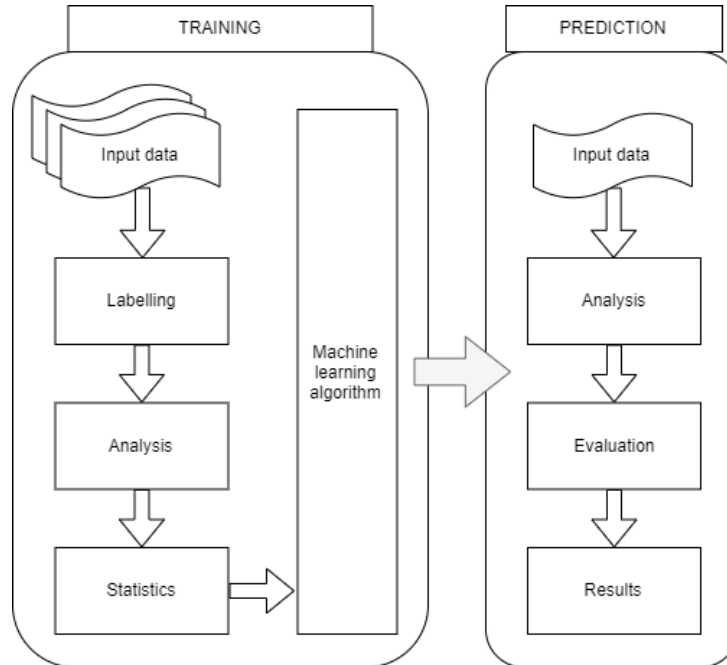 TRAINING
Input data
Labelling
Analysis
Statistics
Machine
learning
algorithm
PREDICTION
Input data
Analysis
Evaluation
Results